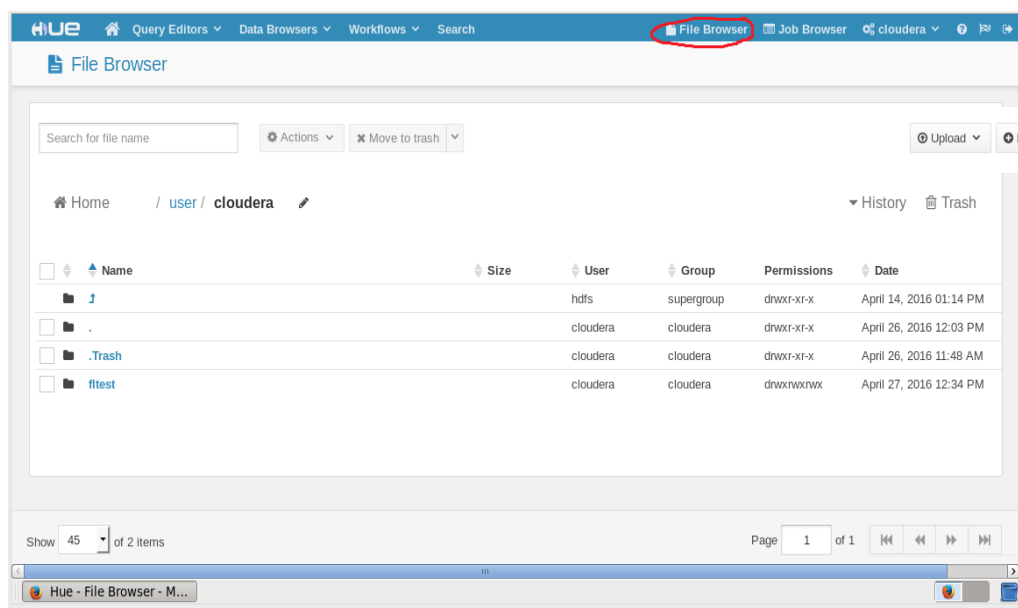 HUE Query Editors Data Browsers Workflows Search File Browser Job Browser cloudera
File Browser
Search for file name Actions Move to trash Upload
Home / user / cloudera History Trash
Name Size User Group Permissions Date
hdfs supergroup drwxr-xr-x April 14, 2016 01:14 PM
. cloudera cloudera drwxr-xr-x April 26, 2016 12:03 PM
.Trash cloudera cloudera drwxr-xr-x April 26, 2016 11:48 AM
fltest cloudera cloudera drwxrwxrwx April 27, 2016 12:34 PM
Show 45 of 2 items Page 1 of 1
Hue - File Browser - M...